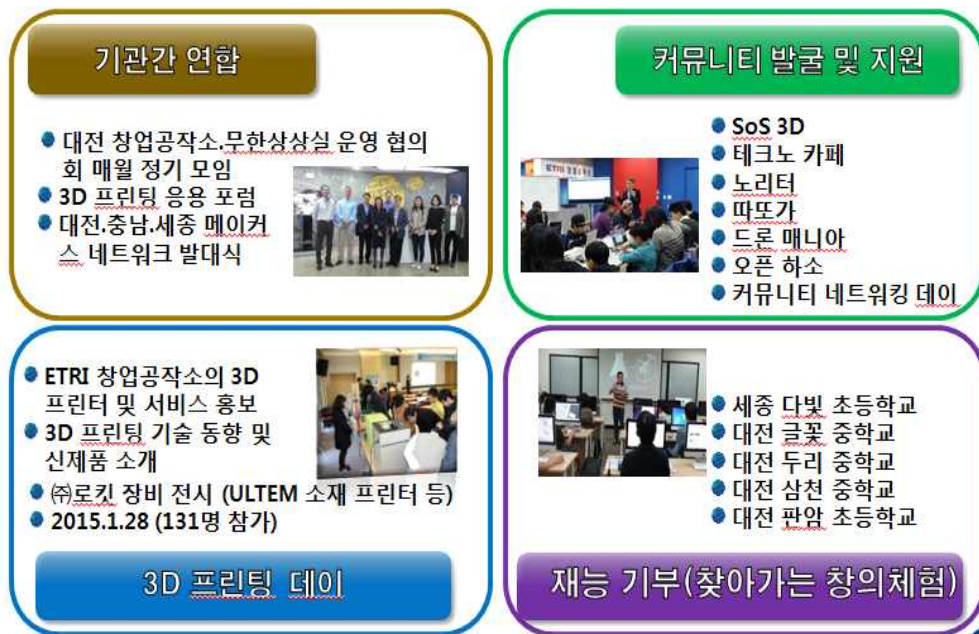 기관간 연합
대전 창업공작소.무한상상실 운영 협의
회 매월 정기 모임
3D 프린팅 응용 포럼
대전.충남.세종 메이커
스 네트워크 발대식
커뮤니티 발굴 및 지원
SoS 3D
테크노 카페
노리터
따또가
드론 매니아
오픈 하소
커뮤니티 네트워킹 데이
ETRI 창업공작소의 3D
프린터 및 서비스 홍보
3D 프린팅 기술 동향 및
신제품 소개
㈜로킷 장비 전시 (ULTEM 소재 프린터 등)
2015.1.28 (131명 참가)
3D 프린팅 데이
세종 다빛 초등학교
대전 글꽃 중학교
대전 두리 중학교
대전 삼천 중학교
대전 판암 초등학교
재능 기부(찾아가는 창의체험)